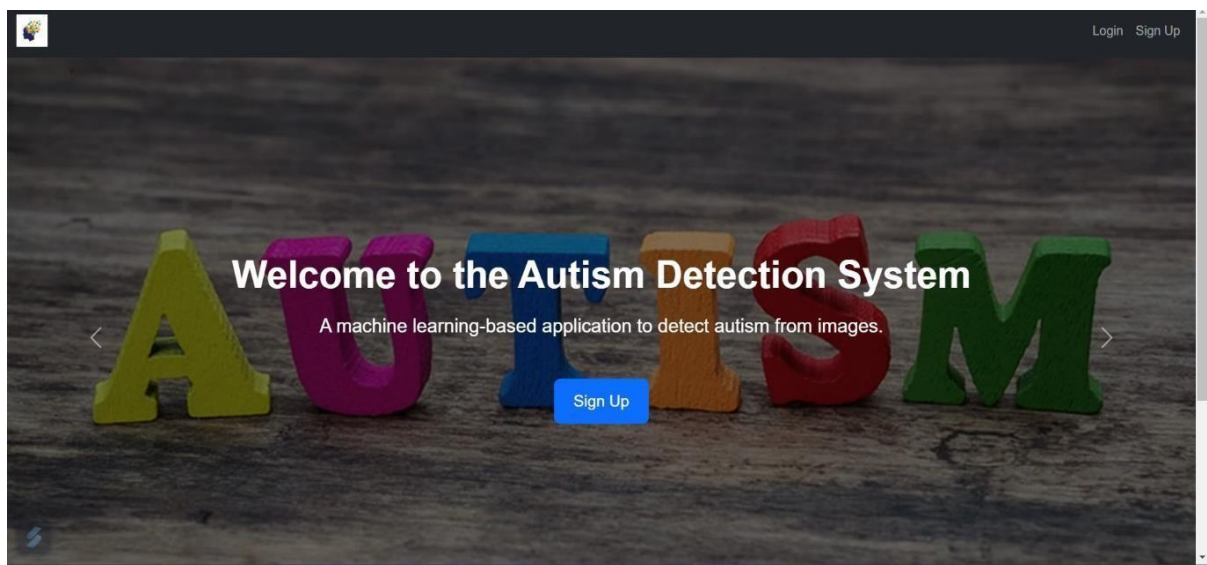 Login Sign Up
AUTISM
Welcome to the Autism Detection System
A machine learning-based application to detect autism from images.
Sign Up